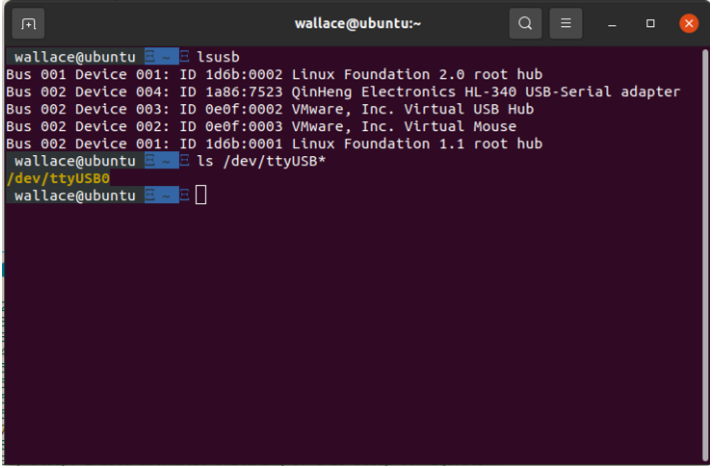 wallace@ubuntu:~
wallace@ubuntu ~ lsusb
Bus 001 Device 001: ID 1d6b:0002 Linux Foundation 2.0 root hub
Bus 002 Device 004: ID 1a86:7523 QinHeng Electronics HL-340 USB-Serial adapter
Bus 002 Device 003: ID 0e0f:0002 VMware, Inc. Virtual USB Hub
Bus 002 Device 002: ID 0e0f:0003 VMware, Inc. Virtual Mouse
Bus 002 Device 001: ID 1d6b:0001 Linux Foundation 1.1 root hub
wallace@ubuntu ~ ls /dev/ttyUSB*
/dev/ttyUSB0
wallace@ubuntu ~